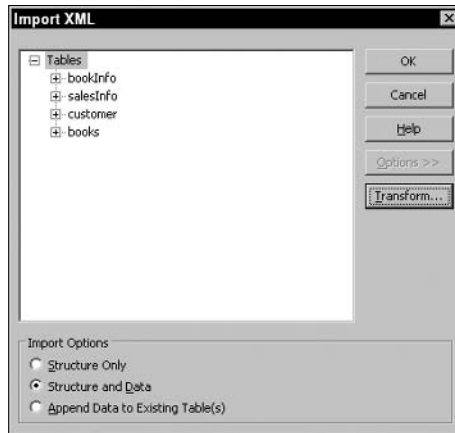 Import XML
Tables
bookInfo
salesInfo
customer
books
OK
Cancel
Help
Options >>
Transform...
Import Options
Structure Only
Structure and Data
Append Data to Existing Table(s)